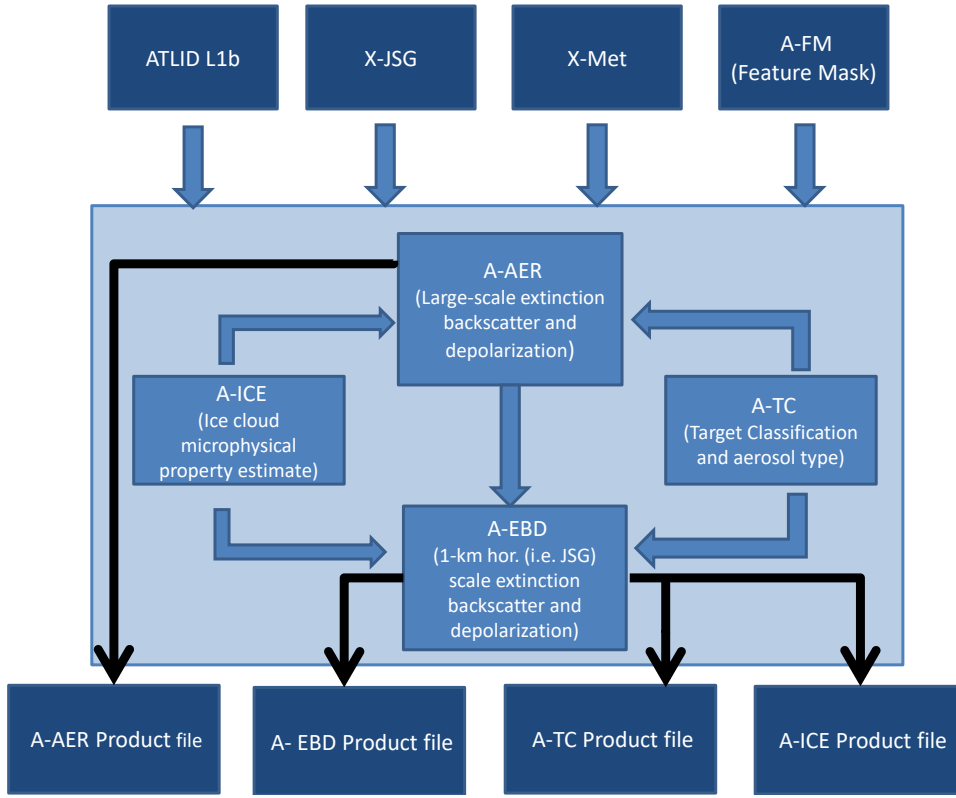 ATLID L1b
X-JSG
X-Met
A-FM
(Feature Mask)
A-AER
(Large-scale extinction
backscatter and
depolarization)
A-ICE
(Ice cloud
microphysical
property estimate)
A-TC
(Target Classification
and aerosol type)
A-EBD
(1-km hor. (i.e. JSG)
scale extinction
backscatter and
depolarization)
A-AER Product file
A- EBD Product file
A-TC Product file
A-ICE Product file